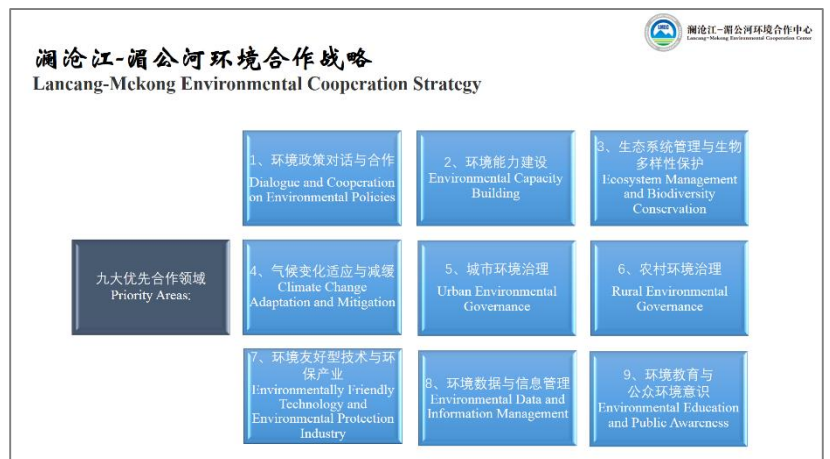 澜沧江-湄公河环境合作中心
Lancang-Mekong Environmental Cooperation Center
澜沧江-湄公河环境合作战略
Lancang-Mekong Environmental Cooperation Strategy
九大优先合作领域
Priority Areas:
1、环境政策对话与合作
Dialogue and Cooperation
on Environmental Policies
2、环境能力建设
Environmental Capacity
Building
3、生态系统管理与生物
多样性保护
Ecosystem Management
and Biodiversity
Conservation
4、气候变化适应与减缓
Climate Change
Adaptation and Mitigation
5、城市环境治理
Urban Environmental
Governance
6、农村环境治理
Rural Environmental
Governance
7、环境友好型技术与环
保产业
Environmentally Friendly
Technology and
Environmental Protection
Industry
8、环境数据与信息管理
Environmental Data and
Information Management
9、环境教育与
公众环境意识
Environmental Education
and Public Awareness